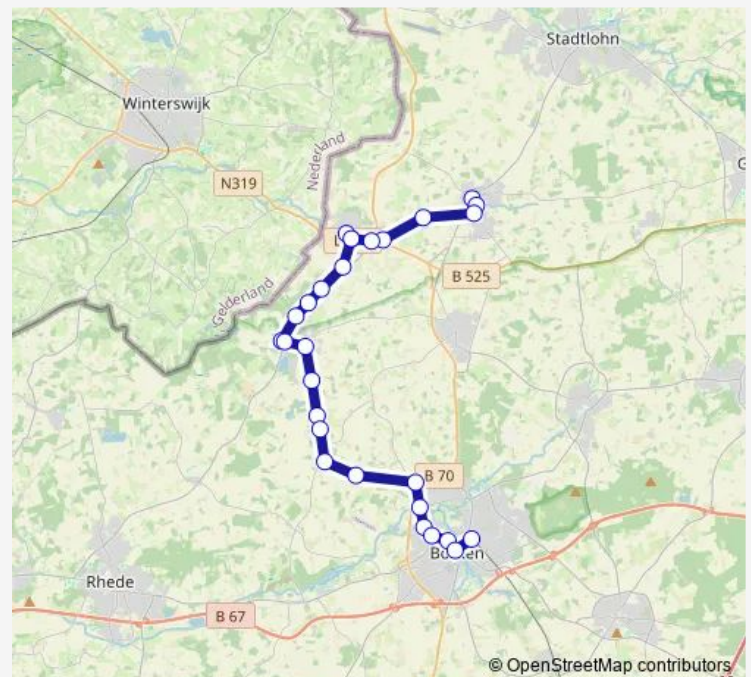 Stadtlohn
Winterswijk
Nederland
N319
B 525
Gelderland
B 70
Rhede
B 67
© OpenStreetMap contributors